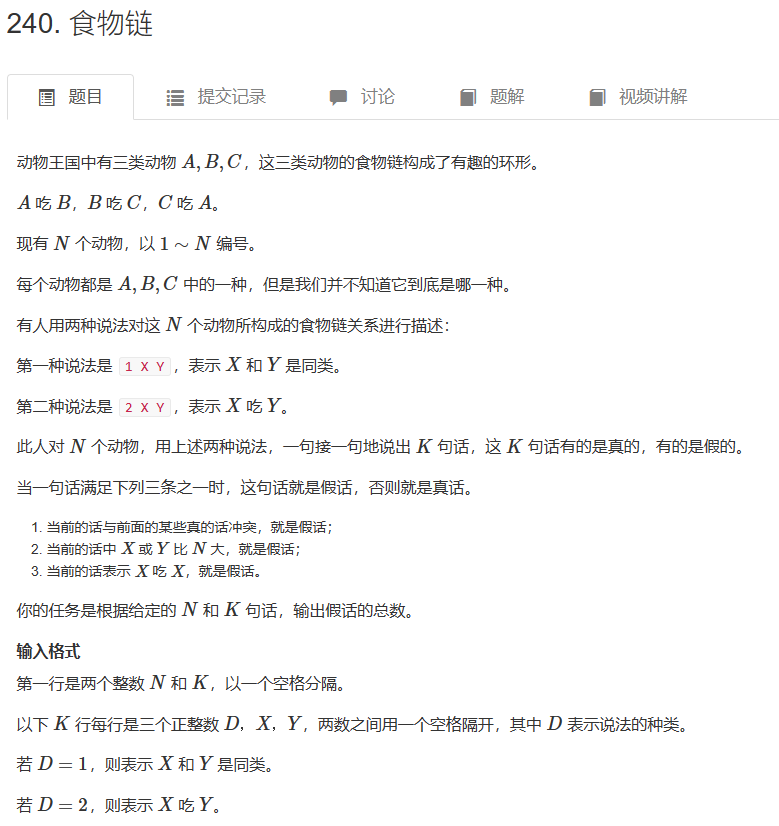 240. 食物链
题目 提交记录 讨论 题解 视频讲解
动物王国中有三类动物 A,B,C，这三类动物的食物链构成了有趣的环形。
A 吃 B，B 吃 C，C 吃 A。
现有 N 个动物，以 1 ∼ N 编号。
每个动物都是 A,B,C 中的一种，但是我们并不知道它到底是哪一种。
有人用两种说法对这 N 个动物所构成的食物链关系进行描述：
第一种说法是 1 X Y，表示 X 和 Y 是同类。
第二种说法是 2 X Y，表示 X 吃 Y。
此人对 N 个动物，用上述两种说法，一句接一句地说出 K 句话，这 K 句话有的是真的，有的是假的。
当一句话满足下列三条之一时，这句话就是假话，否则就是真话。
1. 当前的话与前面的某些真的话冲突，就是假话；
2. 当前的话中 X 或 Y 比 N 大，就是假话；
3. 当前的话表示 X 吃 X，就是假话。
你的任务是根据给定的 N 和 K 句话，输出假话的总数。
输入格式
第一行是两个整数 N 和 K，以一个空格分隔。
以下 K 行每行是三个正整数 D，X，Y，两数之间用一个空格隔开，其中 D 表示说法的种类。
若 D = 1，则表示 X 和 Y 是同类。
若 D = 2，则表示 X 吃 Y。